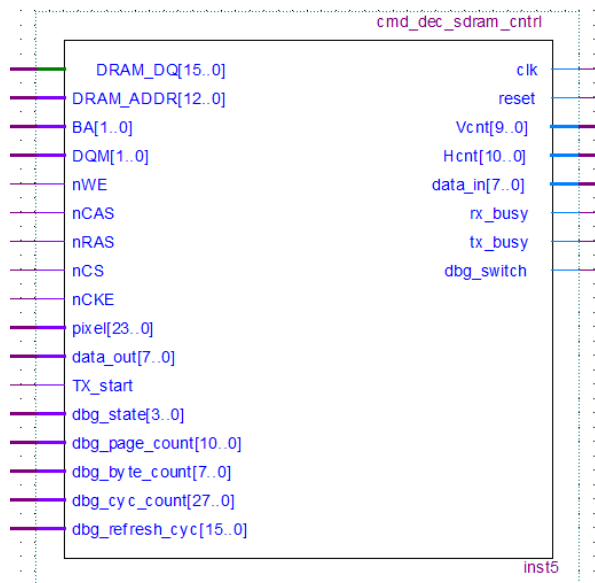 cmd_dec_sdram_cntrl
DRAM_DQ[15..0] clk
DRAM_ADDR[12..0] reset
BA[1..0] Vcnt[9..0]
DQM[1..0] Hcnt[10..0]
nWE data_in[7..0]
nCAS rx_busy
nRAS tx_busy
nCS dbg_switch
nCKE
pixel[23..0]
data_out[7..0]
TX_start
dbg_state[3..0]
dbg_page_count[10..0]
dbg_byte_count[7..0]
dbg_cyc_count[27..0]
dbg_refresh_cyc[15..0]
inst5